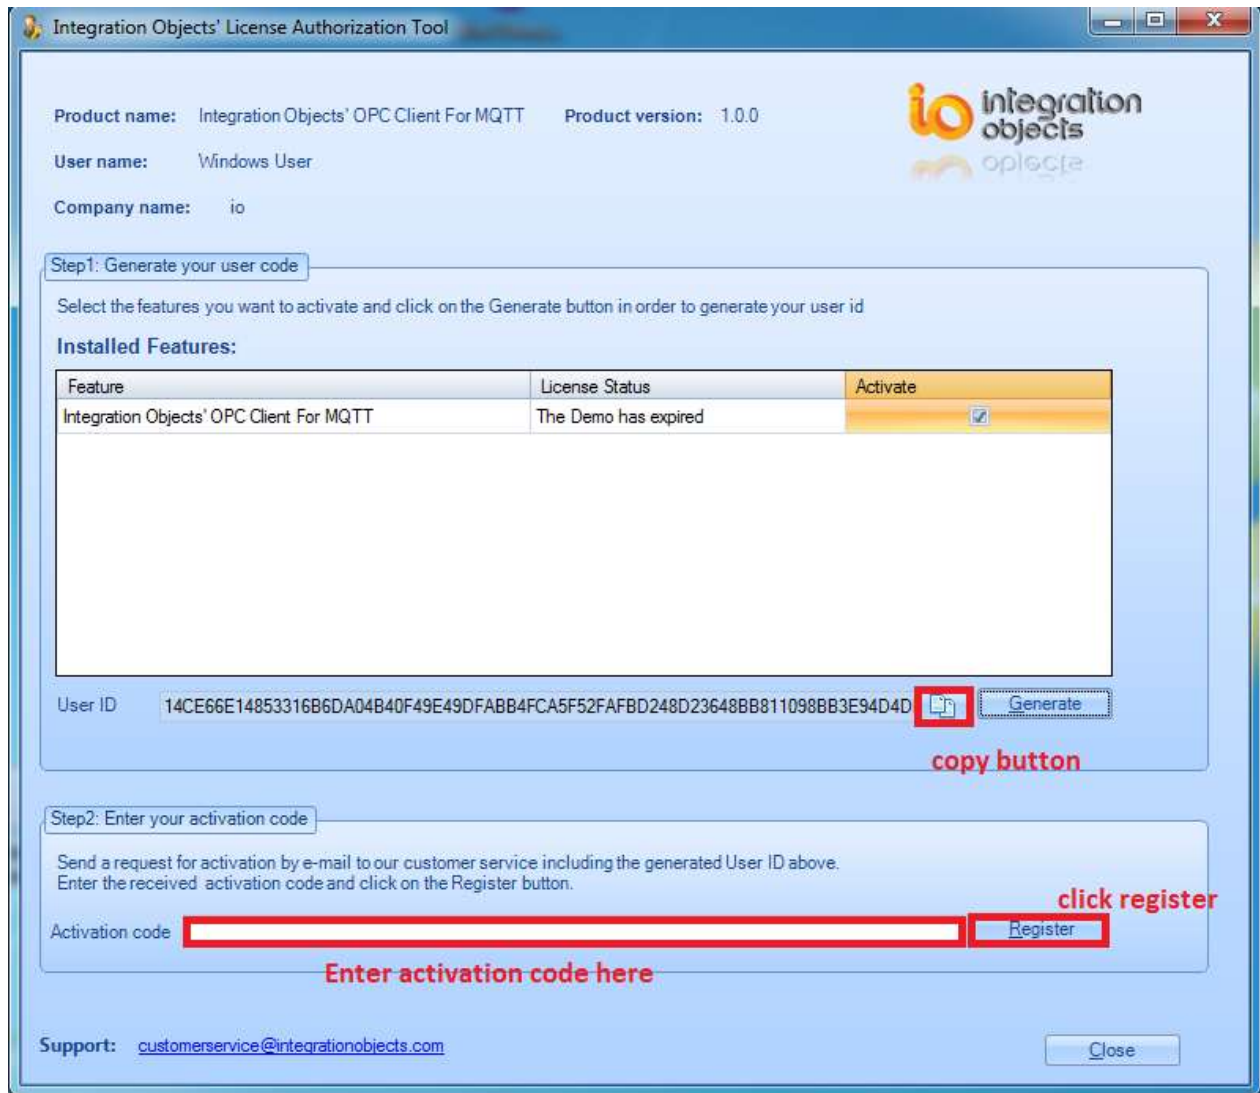 Integration Objects' License Authorization Tool
Product name: Integration Objects' OPC Client For MQTT Product version: 1.0.0
integration
objects
User name: Windows User
Company name: io
Step1: Generate your user code
Select the features you want to activate and click on the Generate button in order to generate your user id
Installed Features:
Feature License Status Activate
Integration Objects' OPC Client For MQTT The Demo has expired
User ID 14CE66E14853316B6DA04B40F49E49DFABB4FCA5F52FAFBD248D23648BB811098BB3E94D4D Generate
copy button
Step2: Enter your activation code
Send a request for activation by e-mail to our customer service including the generated User ID above.
Enter the received activation code and click on the Register button.
click register
Activation code Register
Enter activation code here
Support: customerservice@integrationobjects.com Close